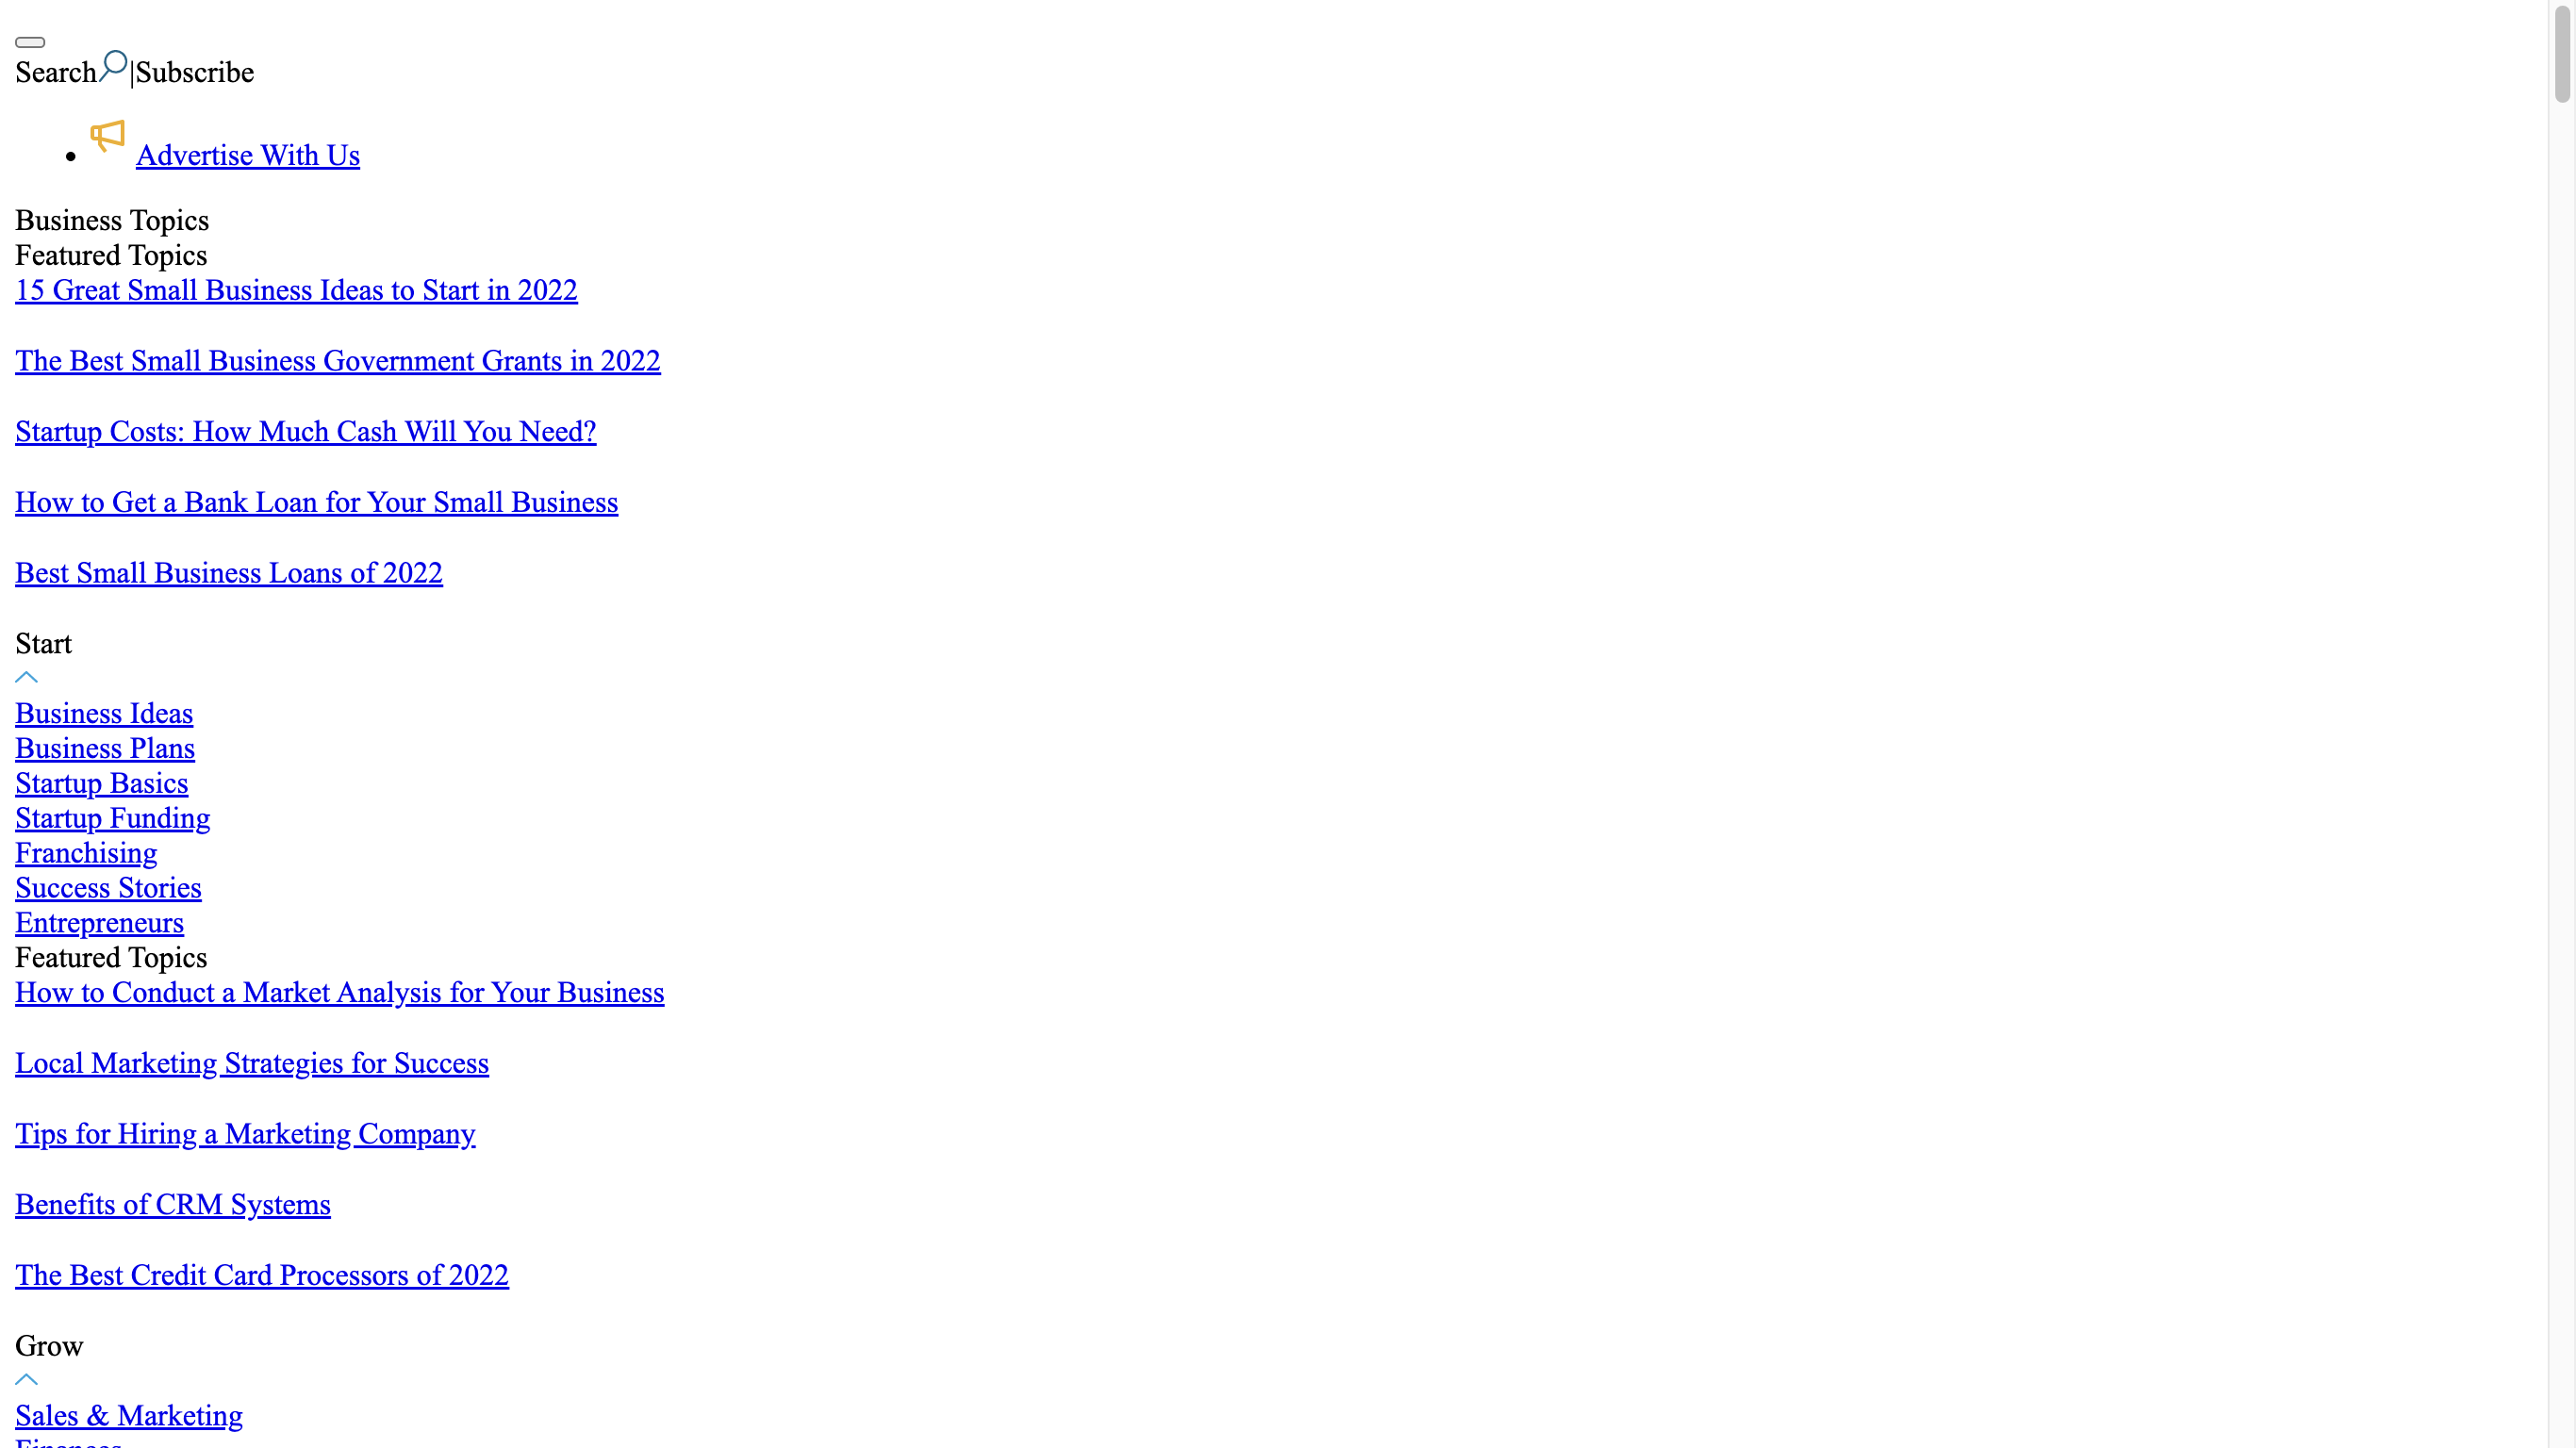 Search|Subscribe
Advertise With Us
Business Topics
Featured Topics
15 Great Small Business Ideas to Start in 2022
The Best Small Business Government Grants in 2022
Startup Costs: How Much Cash Will You Need?
How to Get a Bank Loan for Your Small Business
Best Small Business Loans of 2022
Start
Business Ideas
Business Plans
Startup Basics
Startup Funding
Franchising
Success Stories
Entrepreneurs
Featured Topics
How to Conduct a Market Analysis for Your Business
Local Marketing Strategies for Success
Tips for Hiring a Marketing Company
Benefits of CRM Systems
The Best Credit Card Processors of 2022
Grow
Sales & Marketing